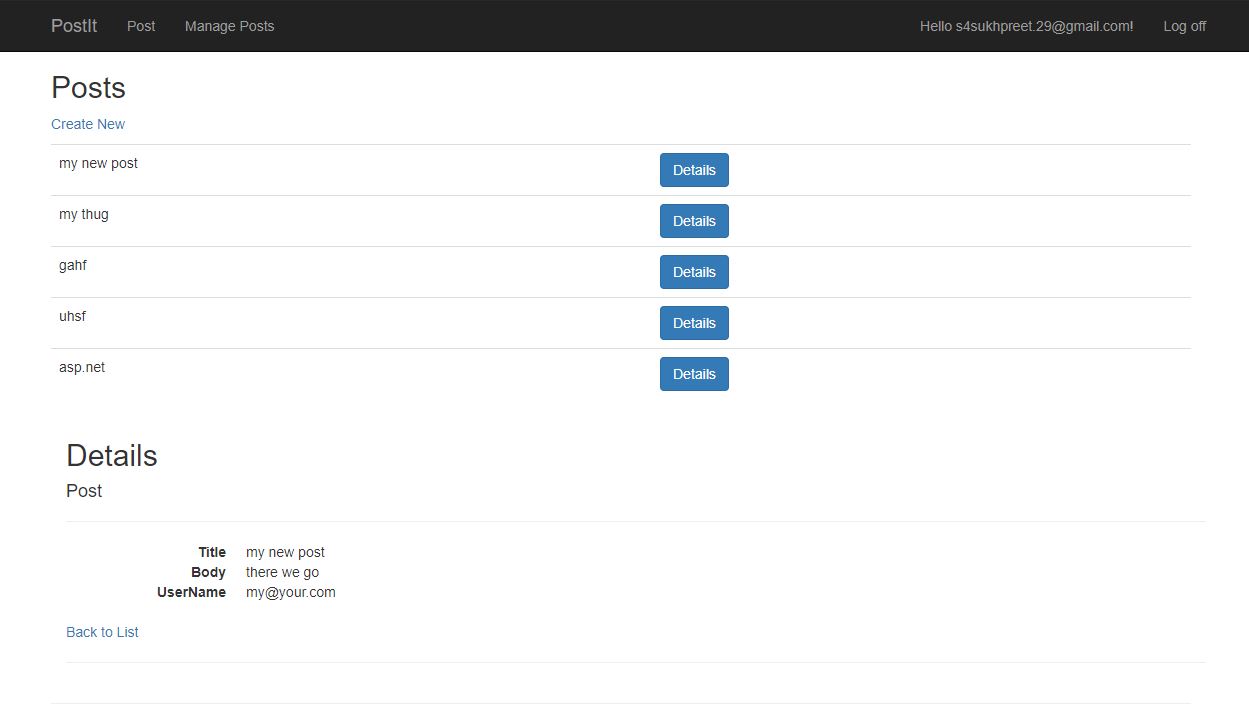 PostIt Post Manage Posts Hello s4sukhpreet.29@gmail.com! Log off
Posts
Create New
my new post Details
my thug Details
gahf Details
uhsf Details
asp.net Details
Details
Post
Title my new post
Body there we go
UserName my@your.com
Back to List